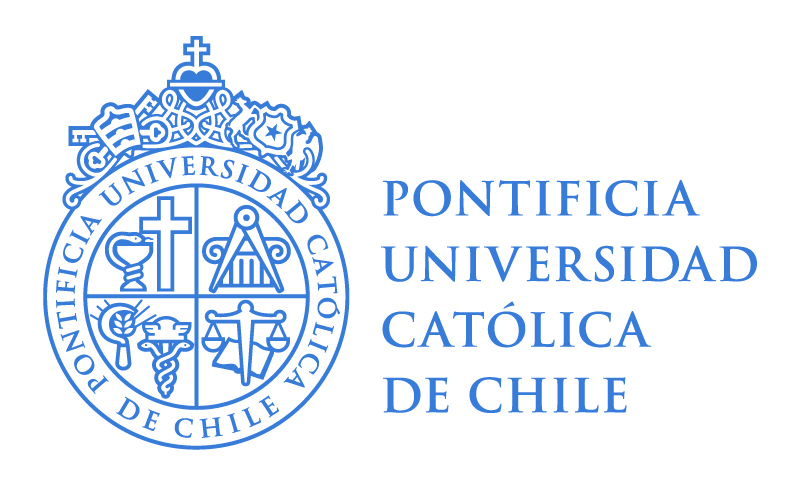 PONTIFICIA UNIVERSIDAD CATÓLICA DE CHILE
PONTIFICIA
UNIVERSIDAD
CATÓLICA
DE CHILE